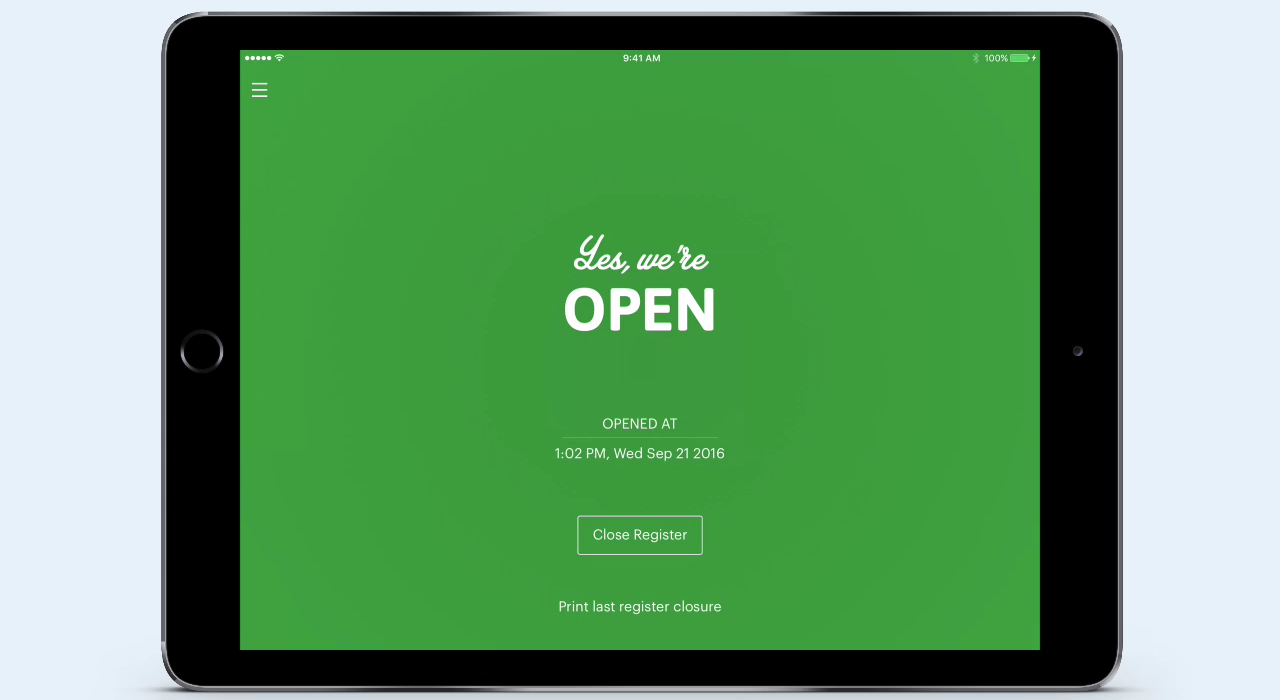 9:41 AM
100%
Yes, we're
OPEN
OPENED AT
1:02 PM, Wed Sep 21 2016
Close Register
Print last register closure